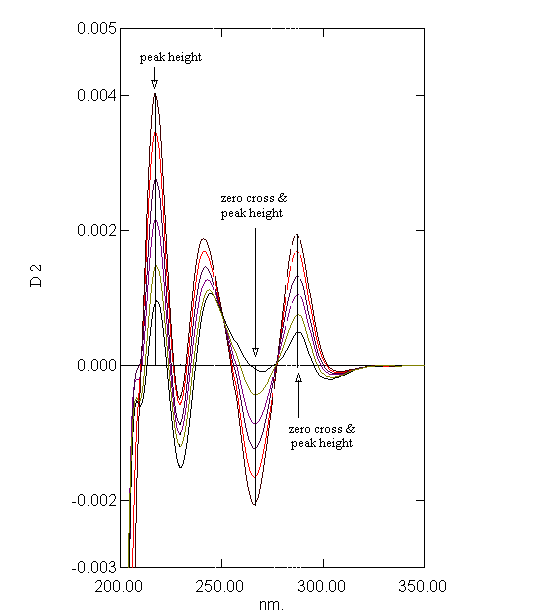 0.005
peak height
0.004
zero cross &
peak height
0.002
D 2
0.000
zero cross &
peak height
-0.002
-0.003
200.00 250.00 300.00 350.00
nm.